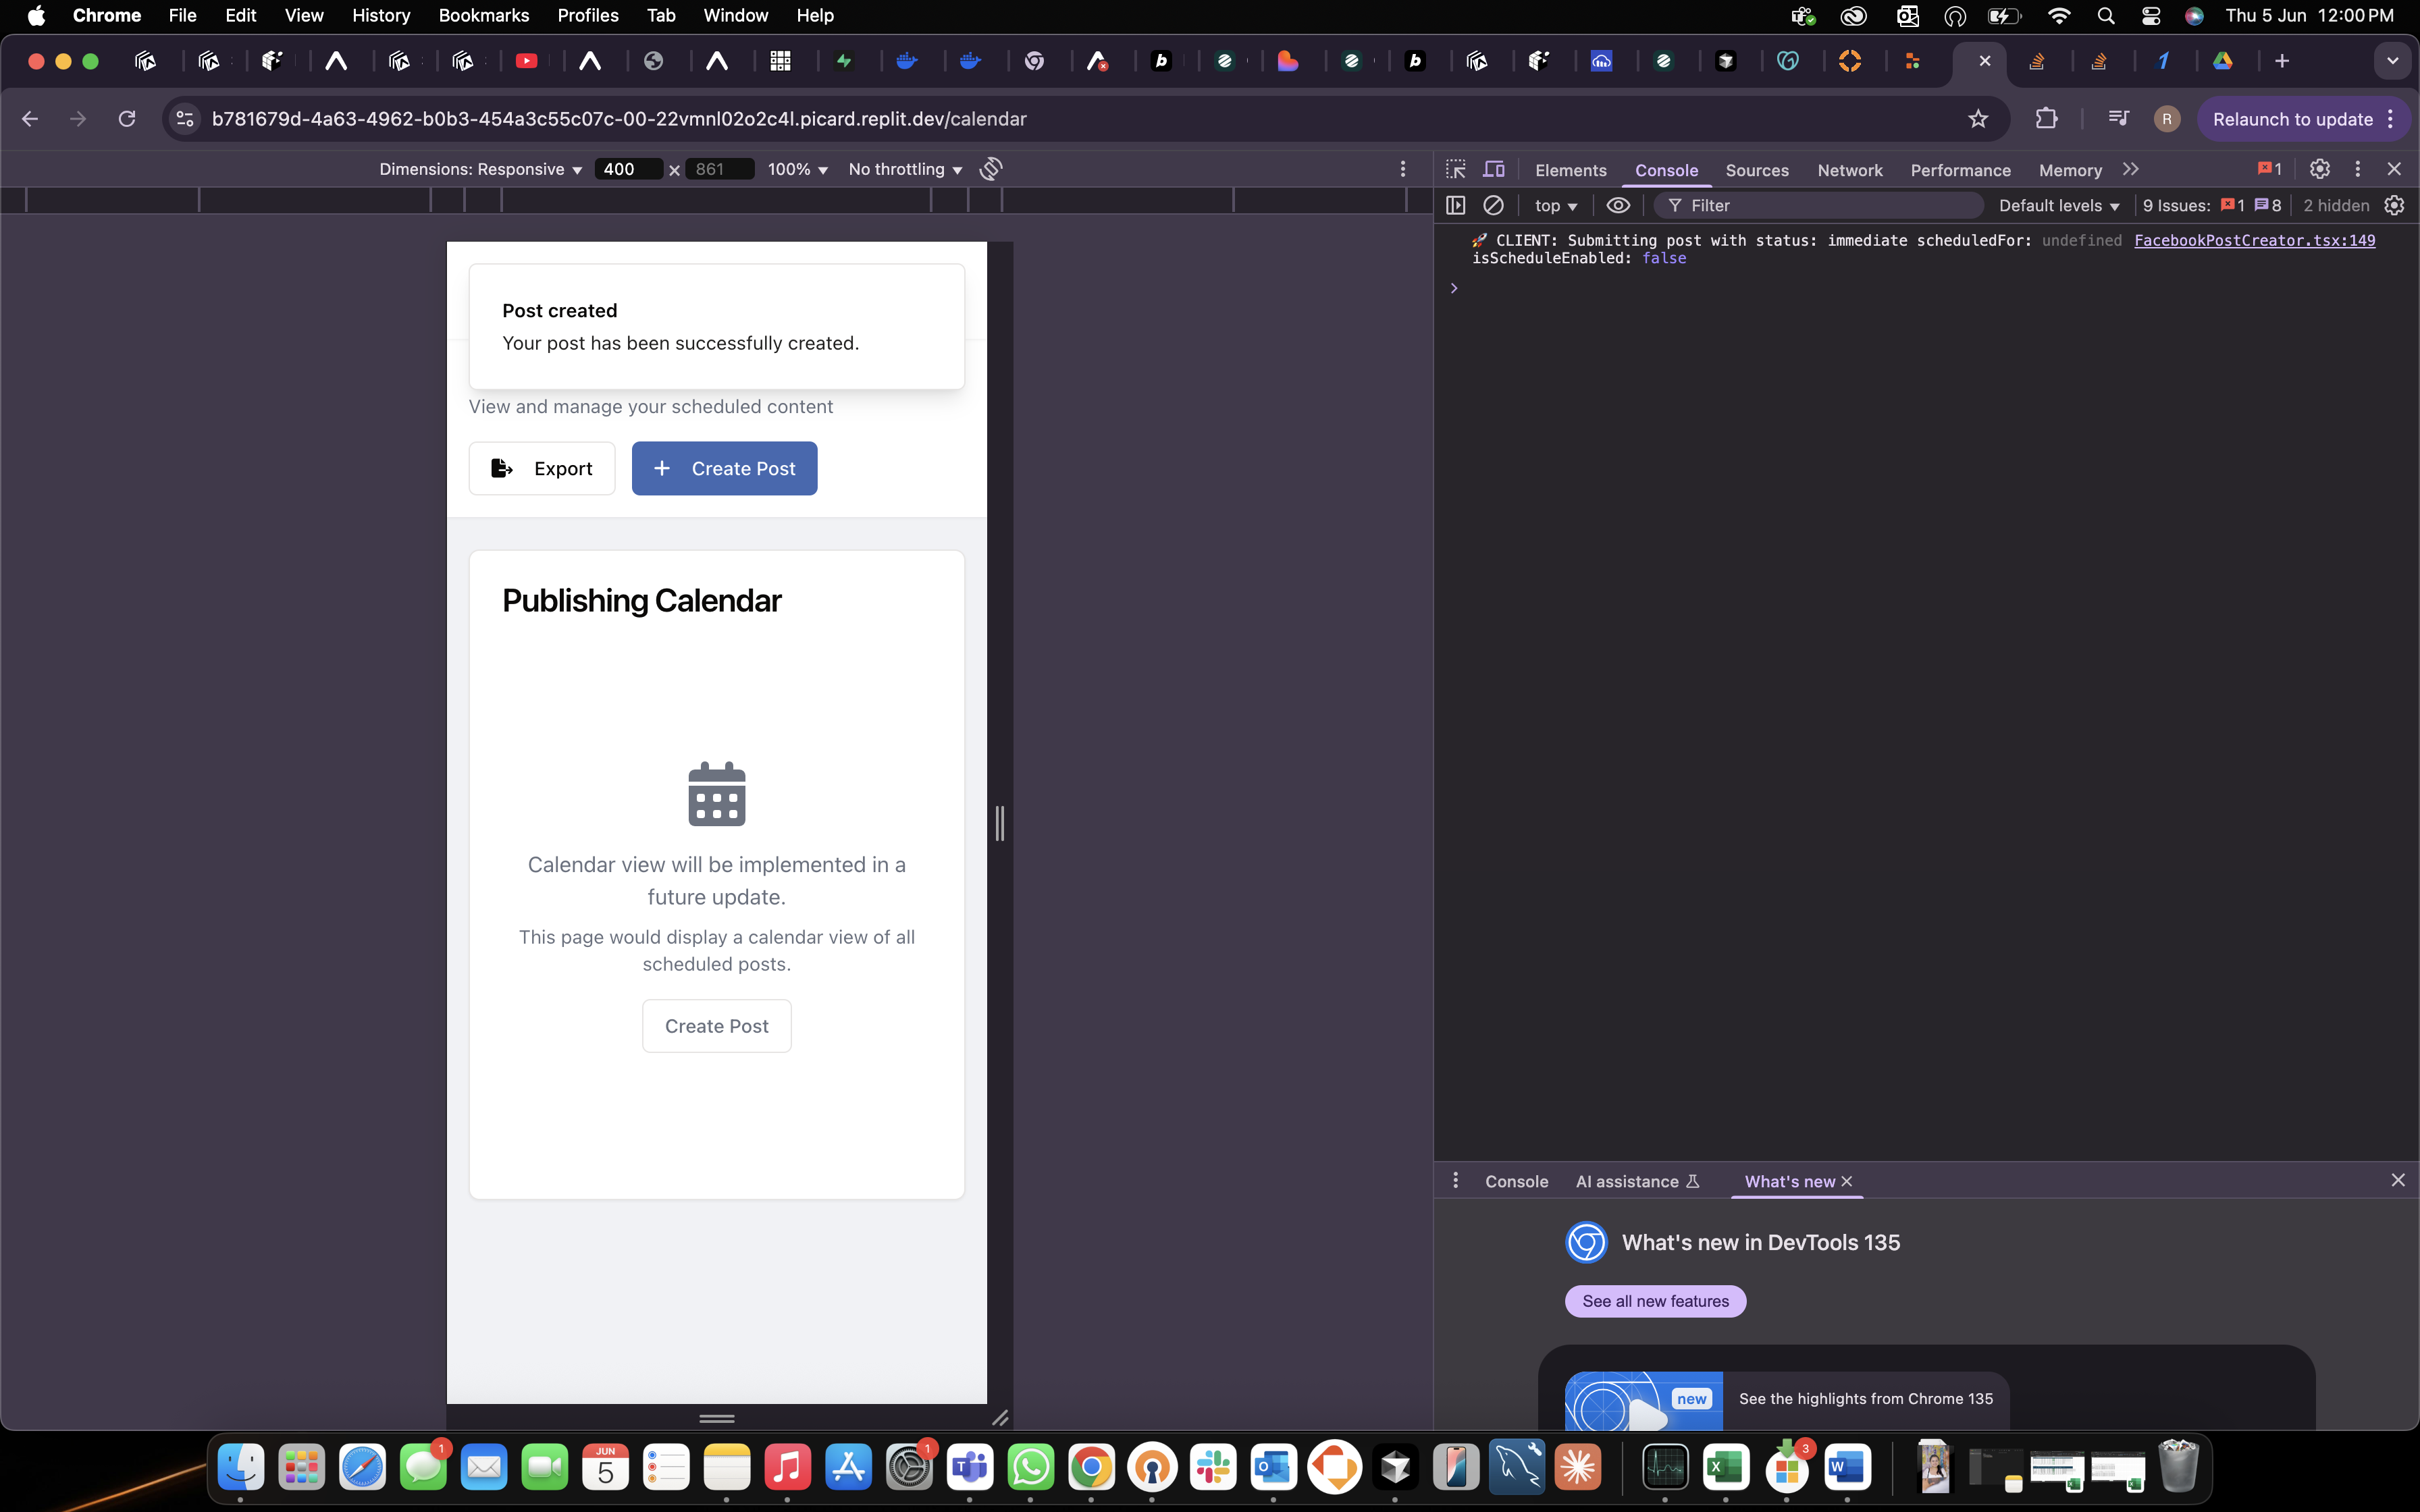 Chrome File Edit View History Bookmarks Profiles Tab Window Help
Thu 5 Jun 12:00 PM
b781679d-4a63-4962-b0b3-454a3c55c07c-00-22vmnl02o2c4l.picard.replit.dev/calendar
R
Relaunch to update
Dimensions: Responsive 400 × 861 100% No throttling
Elements Console Sources Network Performance Memory 1
top Filter Default levels 9 Issues: 1 8 2 hidden
🚀 CLIENT: Submitting post with status: immediate scheduledFor: undefined FacebookPostCreator.tsx:149
isScheduleEnabled: false
Post created
Your post has been successfully created.
View and manage your scheduled content
Export
+ Create Post
Publishing Calendar
Calendar view will be implemented in a
future update.
This page would display a calendar view of all
scheduled posts.
Create Post
Console AI assistance What's new
What's new in DevTools 135
See all new features
new
See the highlights from Chrome 135
1
JUN
5
1
3